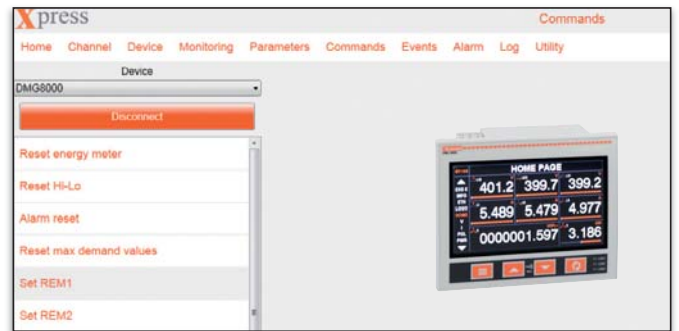 Xpress
Commands
Home Channel Device Monitoring Parameters Commands Events Alarm Log Utility
Device
DMG8000
Disconnect
Reset energy meter
Reset Hi-Lo
Alarm reset
Reset max demand values
Set REM1
Set REM2
HOME PAGE
401.2 399.7 399.2
5.489 5.479 4.977
0000001.597 3.186